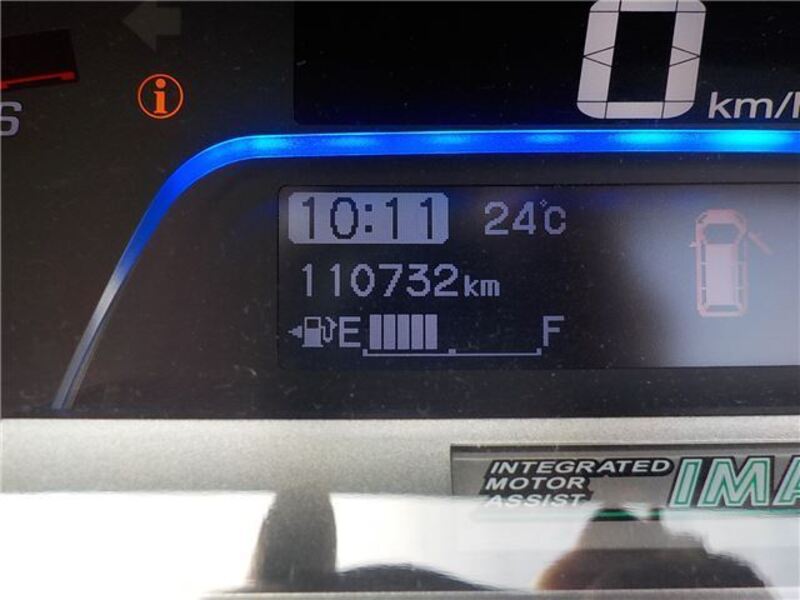 0 km/h
i
10:11 24°C
110732km
E F
INTEGRATED
MOTOR
ASSIST
IMA